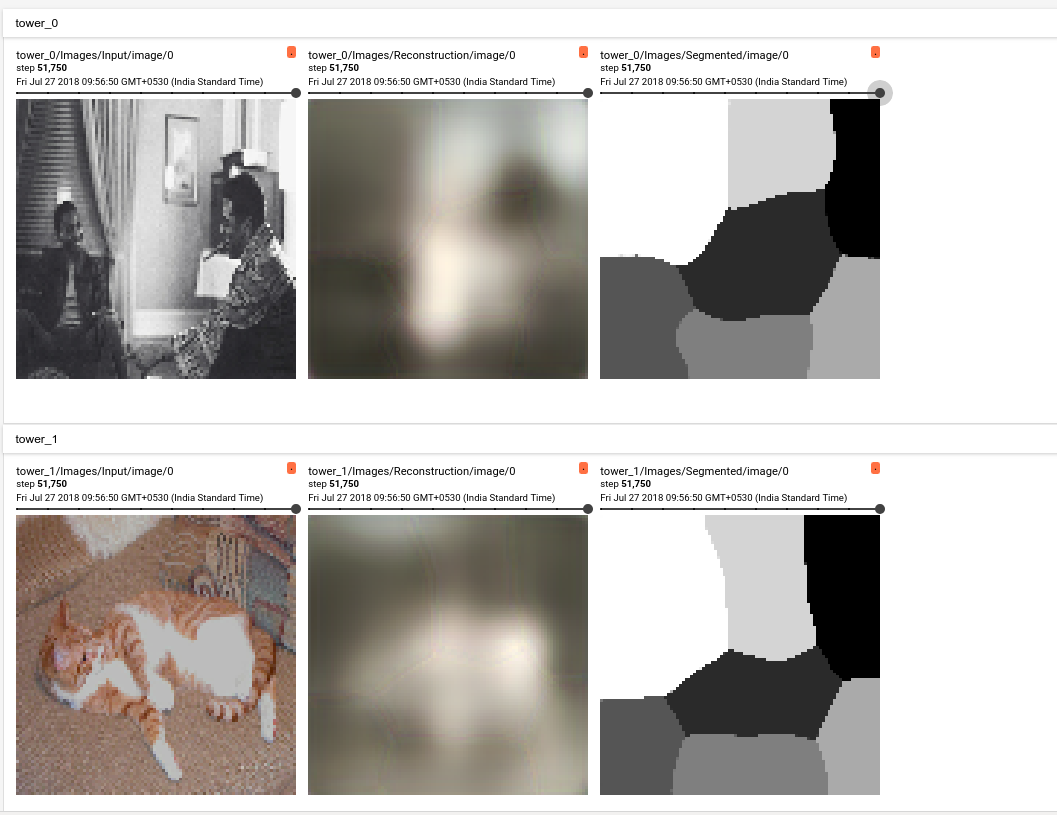 tower_0
tower_0/Images/Input/image/0
step 51,750
Fri Jul 27 2018 09:56:50 GMT+0530 (India Standard Time)
tower_0/Images/Reconstruction/image/0
step 51,750
Fri Jul 27 2018 09:56:50 GMT+0530 (India Standard Time)
tower_0/Images/Segmented/image/0
step 51,750
Fri Jul 27 2018 09:56:50 GMT+0530 (India Standard Time)
tower_1
tower_1/Images/Input/image/0
step 51,750
Fri Jul 27 2018 09:56:50 GMT+0530 (India Standard Time)
tower_1/Images/Reconstruction/image/0
step 51,750
Fri Jul 27 2018 09:56:50 GMT+0530 (India Standard Time)
tower_1/Images/Segmented/image/0
step 51,750
Fri Jul 27 2018 09:56:50 GMT+0530 (India Standard Time)